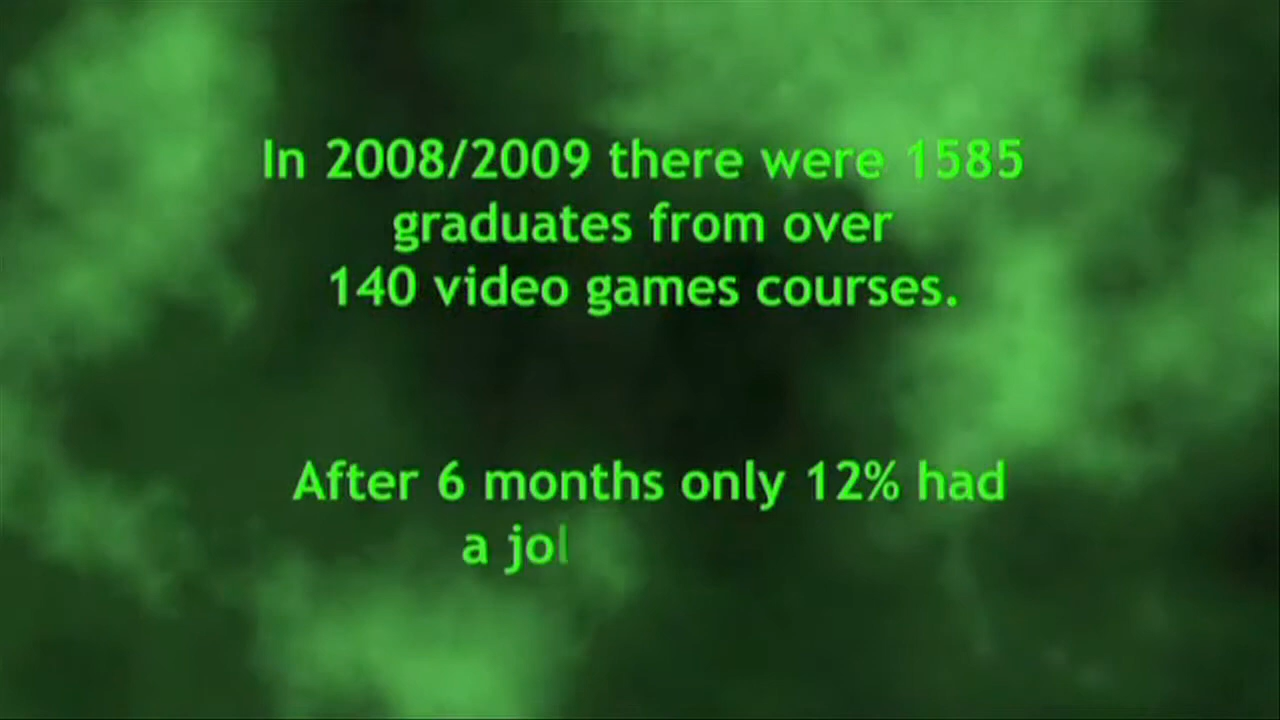 In 2008/2009 there were 1585
graduates from over
140 video games courses.
After 6 months only 12% had
a